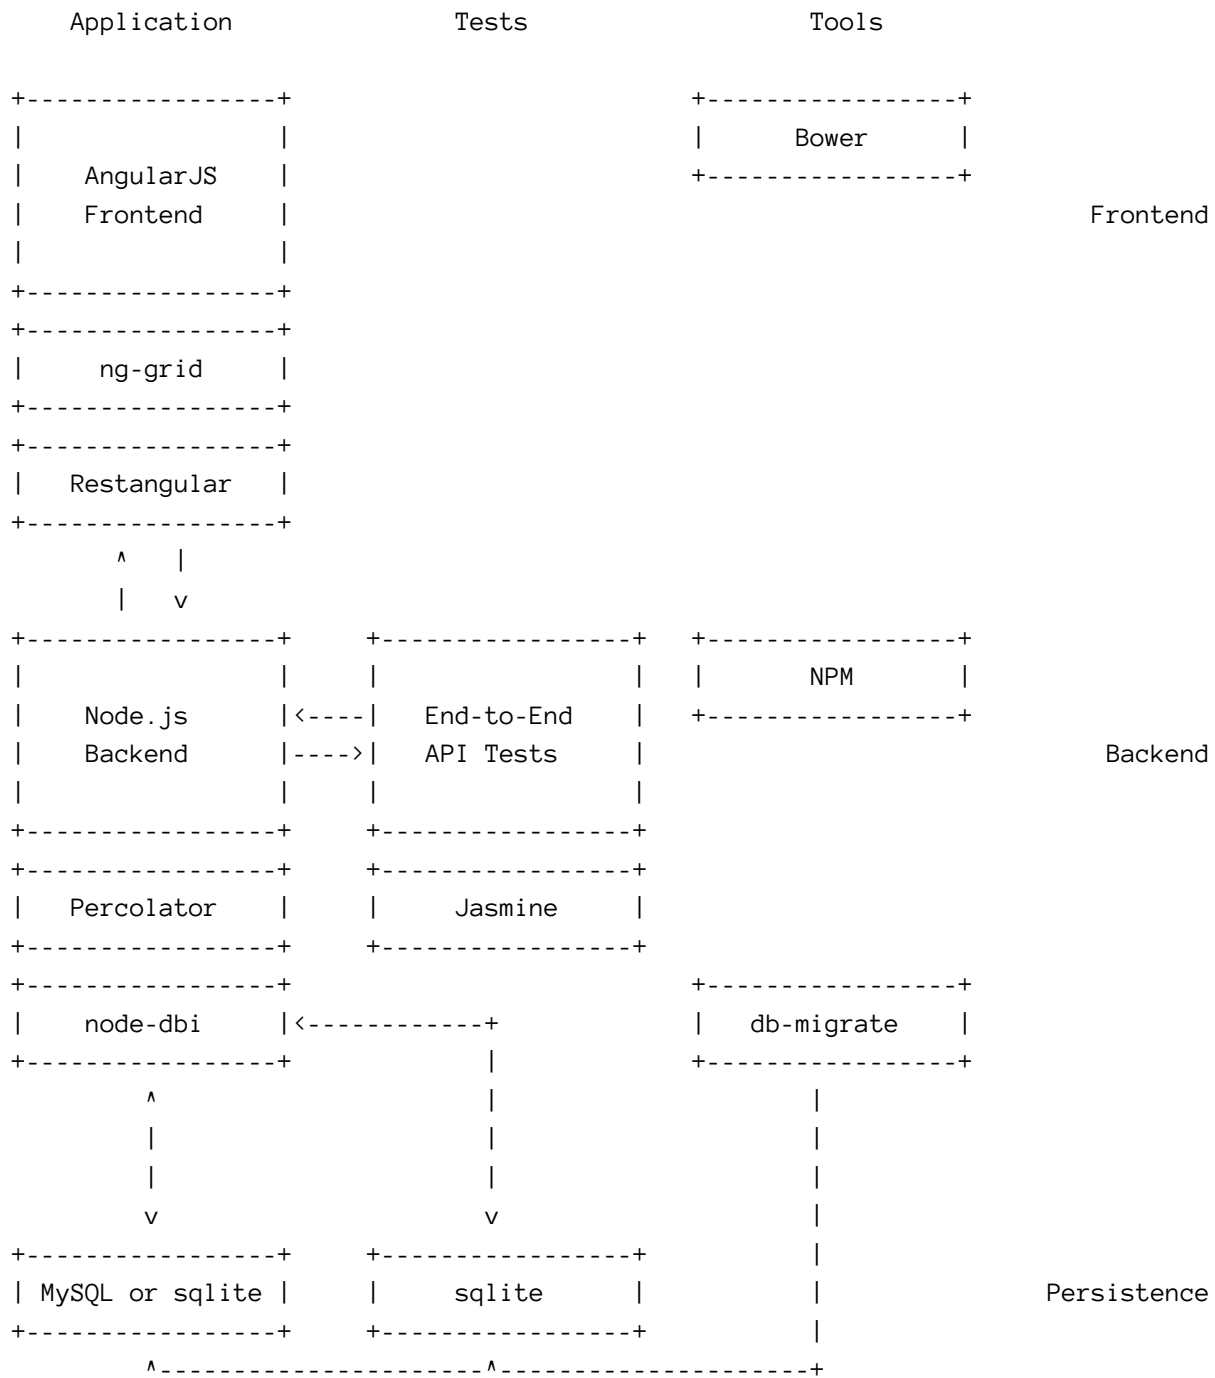 Application Tests Tools
Bower
AngularJS
Frontend Frontend
ng-grid
Restangular
NPM
Node.js End-to-End
Backend API Tests Backend
Percolator Jasmine
node-dbi db-migrate
MySQL or sqlite sqlite Persistence